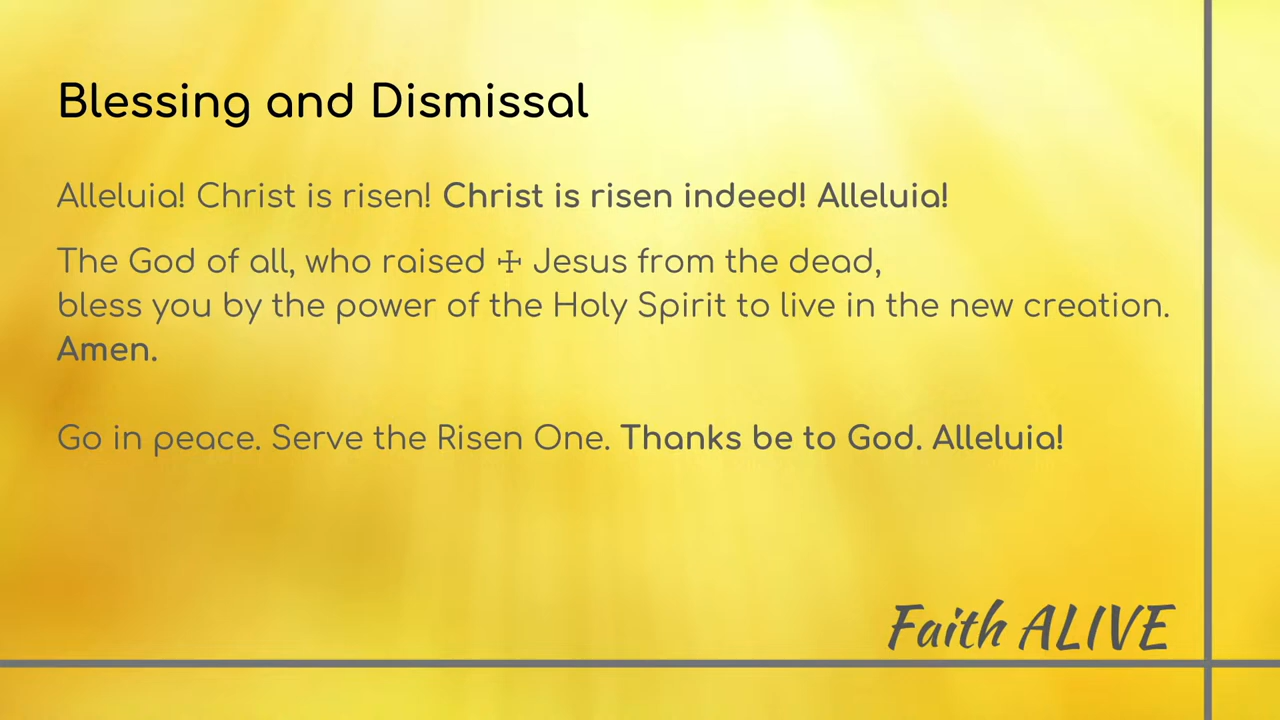 Blessing and Dismissal
Alleluia! Christ is risen! Christ is risen indeed! Alleluia!
The God of all, who raised ☩ Jesus from the dead,
bless you by the power of the Holy Spirit to live in the new creation.
Amen.
Go in peace. Serve the Risen One. Thanks be to God. Alleluia!
Faith ALIVE